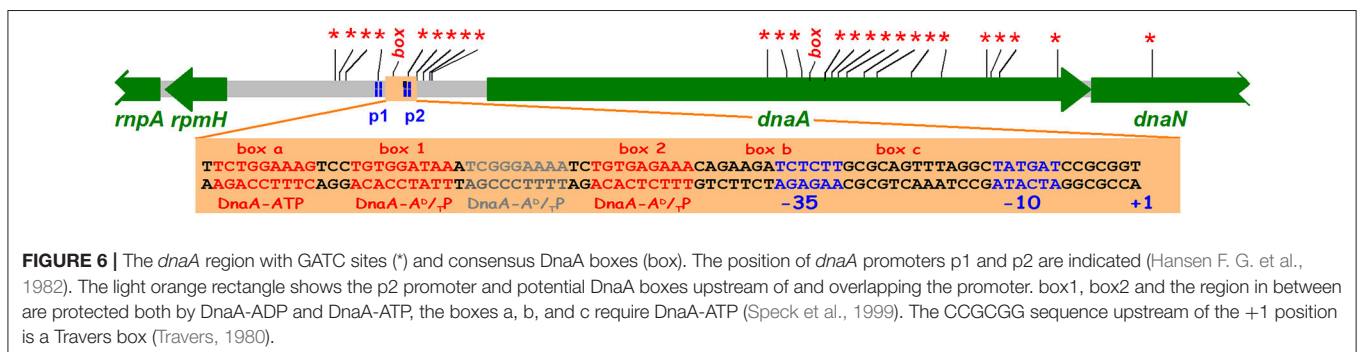 **** box ***** *** box ******** *** * *
rnpA rpmH p1 p2 dnaA dnaN
box a box 1 box 2 box b box c
TTCTGGAAAGTCCTGTGGATAAATCGGGAAAATCTGTGAGAAACAGAAGATCTCTTGCGCAGTTTAGGCTATGATCCGCGGT
AAGACCTTTCAGGACACCTATTTAGCCCTTTTAGACACTCTTTGTCTTCTAGAGAACGCGTCAAATCCGATACTAGGCGCCA
DnaA-ATP DnaA-Aᴰ/ᴛP DnaA-Aᴰ/ᴛP DnaA-Aᴰ/ᴛP -35 -10 +1
FIGURE 6 | The dnaA region with GATC sites (*) and consensus DnaA boxes (box). The position of dnaA promoters p1 and p2 are indicated (Hansen F. G. et al.,
1982). The light orange rectangle shows the p2 promoter and potential DnaA boxes upstream of and overlapping the promoter. box1, box2 and the region in between
are protected both by DnaA-ADP and DnaA-ATP, the boxes a, b, and c require DnaA-ATP (Speck et al., 1999). The CCGCGG sequence upstream of the +1 position
is a Travers box (Travers, 1980).